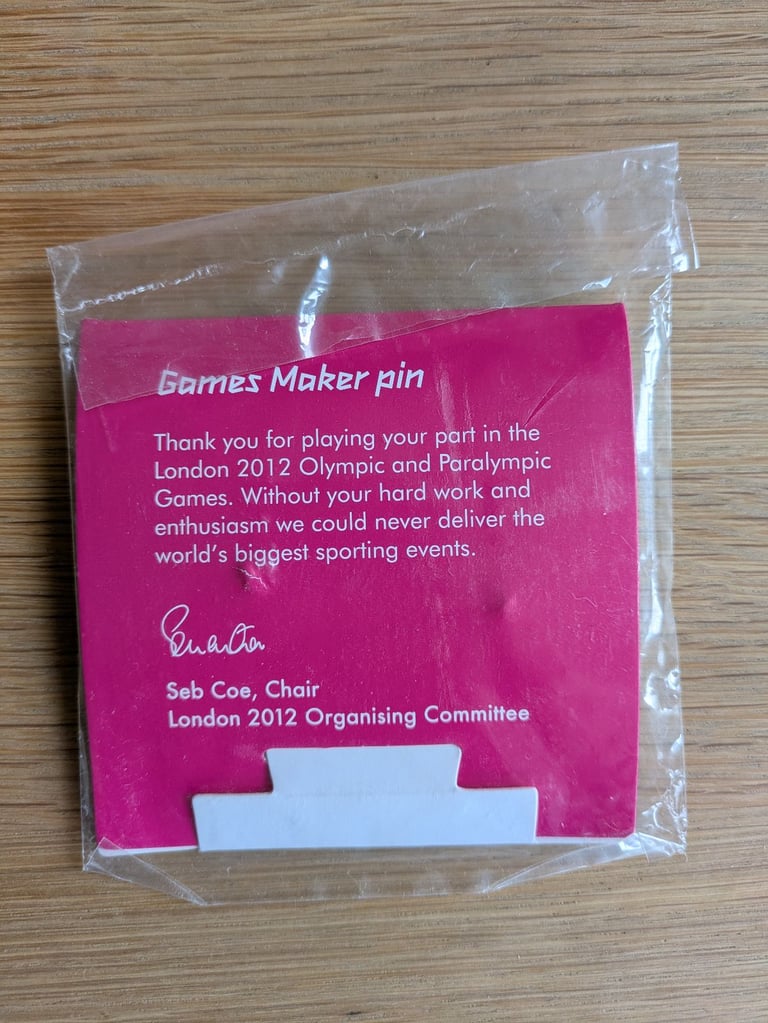 Games Maker pin
Thank you for playing your part in the
London 2012 Olympic and Paralympic
Games. Without your hard work and
enthusiasm we could never deliver the
world's biggest sporting events.
Seb Coe, Chair
London 2012 Organising Committee